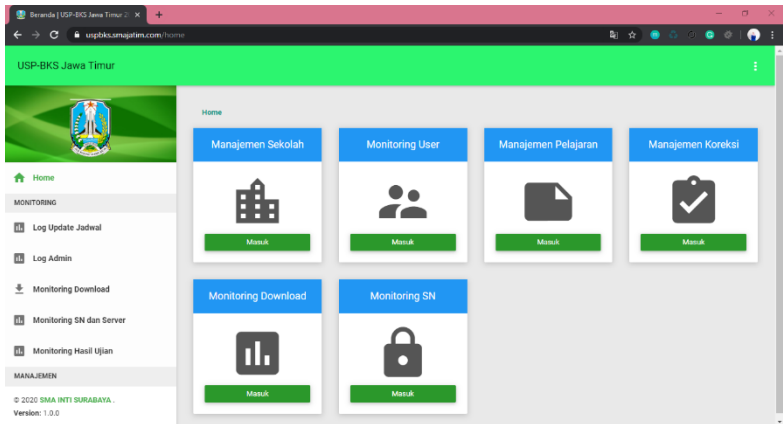 Beranda | USP-BKS Jawa Timur 2
uspbks.smajatim.com/home
USP-BKS Jawa Timur
Home
MONITORING
Log Update Jadwal
Log Admin
Monitoring Download
Monitoring SN dan Server
Monitoring Hasil Ujian
MANAJEMEN
© 2020 SMA INTI SURABAYA .
Version: 1.0.0
Home
Manajemen Sekolah
Masuk
Monitoring User
Masuk
Manajemen Pelajaran
Masuk
Manajemen Koreksi
Masuk
Monitoring Download
Masuk
Monitoring SN
Masuk